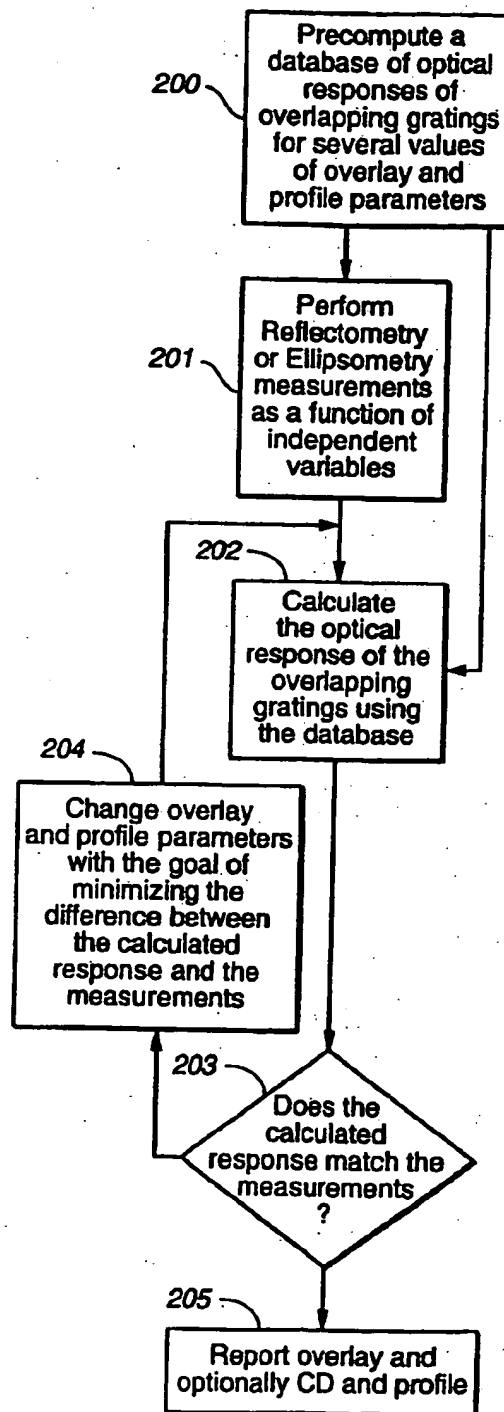 200
Precompute a
database of optical
responses of
overlapping gratings
for several values
of overlay and
profile parameters
201
Perform
Reflectometry
or Ellipsometry
measurements
as a function of
independent
variables
202
Calculate
the optical
response of the
overlapping
gratings using
the database
204
Change overlay
and profile parameters
with the goal of
minimizing the
difference between
the calculated
response and the
measurements
203
Does the
calculated
response match the
measurements
?
205
Report overlay and
optionally CD and profile